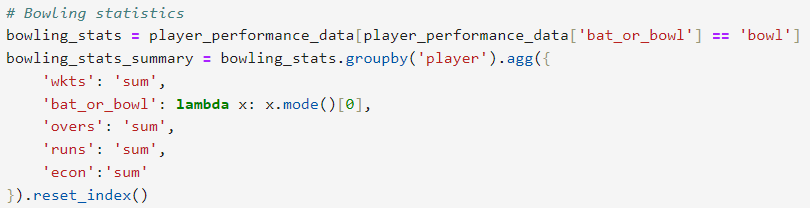 # Bowling statistics
bowling_stats = player_performance_data[player_performance_data['bat_or_bowl'] == 'bowl']
bowling_stats_summary = bowling_stats.groupby('player').agg({
    'wkts': 'sum',
    'bat_or_bowl': lambda x: x.mode()[0],
    'overs': 'sum',
    'runs': 'sum',
    'econ':'sum'
}).reset_index()